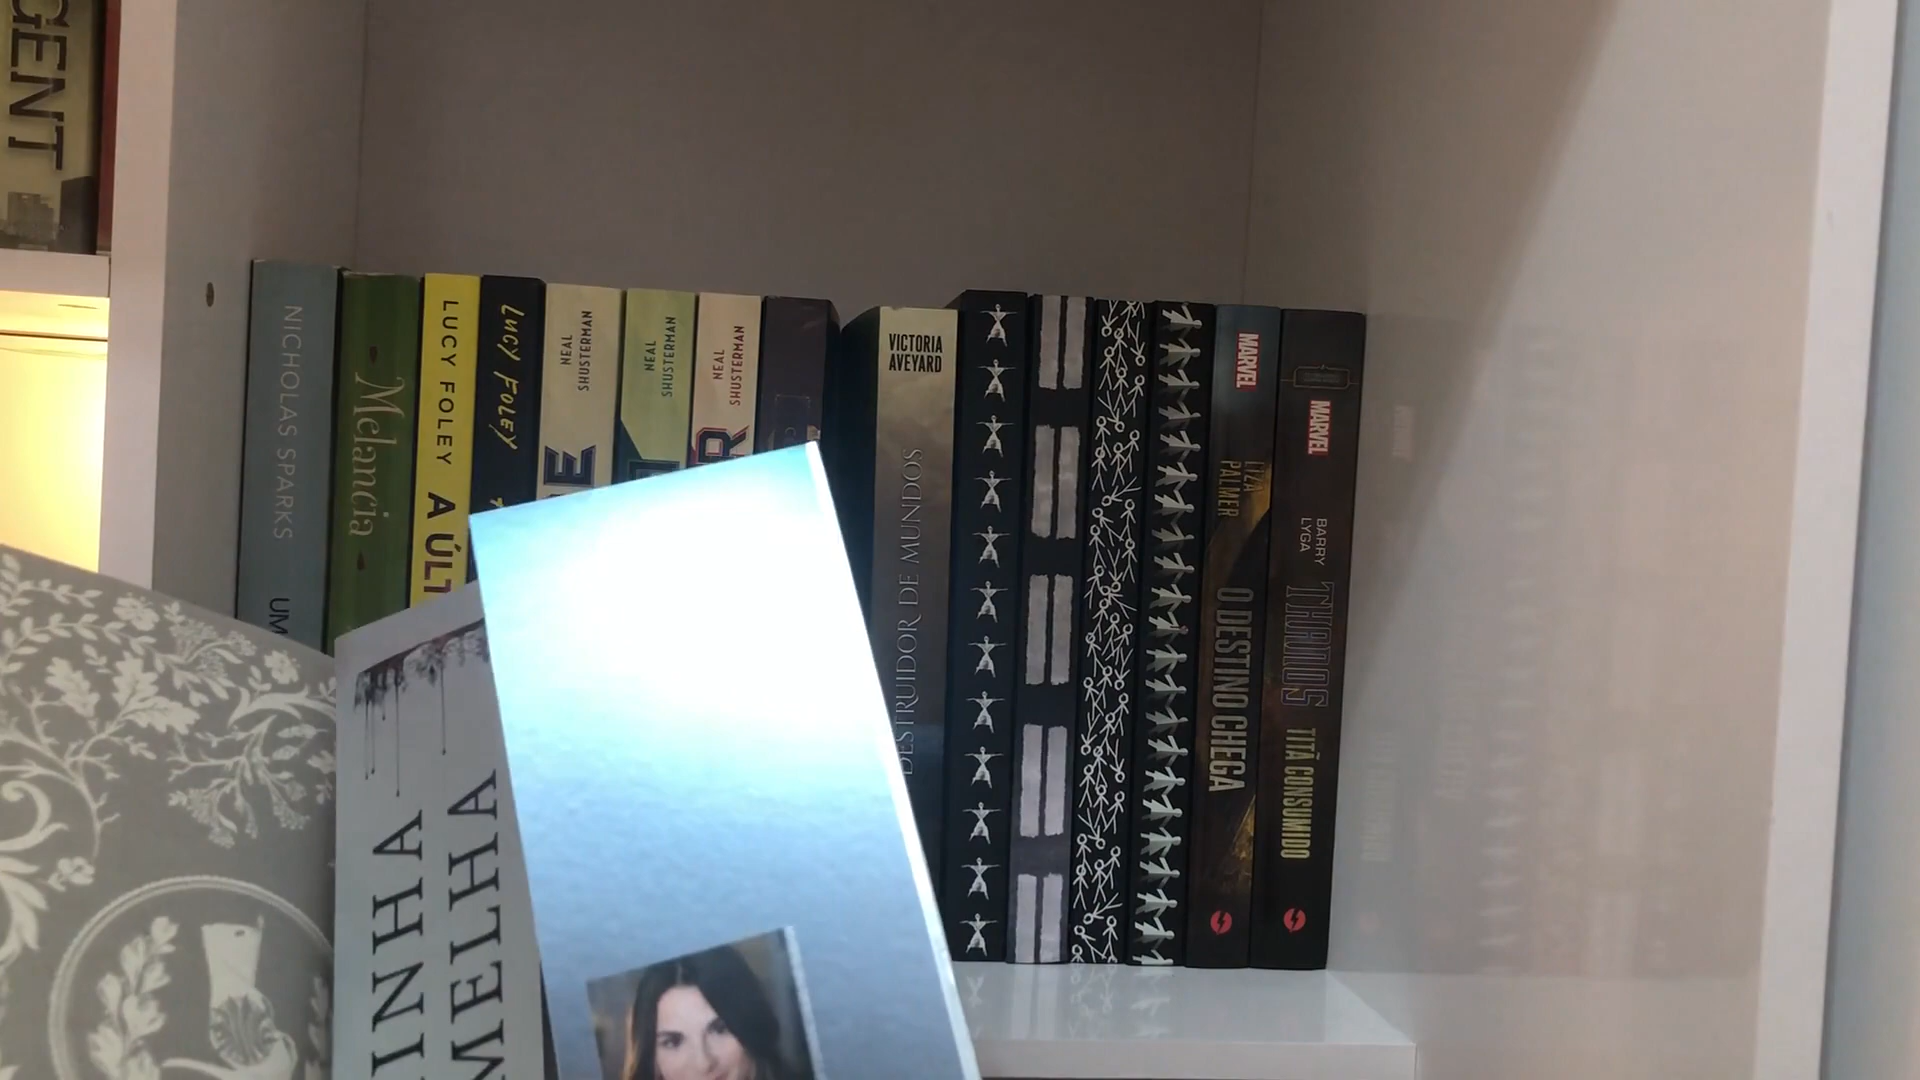 GENT
NICHOLAS SPARKS
UM
Melancia
LUCY FOLEY
A ÚLT
LUCY FOLEY
NEAL
SHUSTERMAN
E
NEAL
SHUSTERMAN
NEAL
SHUSTERMAN
R
VICTORIA
AVEYARD
DESTRUIDOR DE MUNDOS
MARVEL
LIZA
PALMER
O DESTINO CHEGA
MARVEL
BARRY
LYGA
THANOS
TITÃ CONSUMIDO
INHA
MELHA